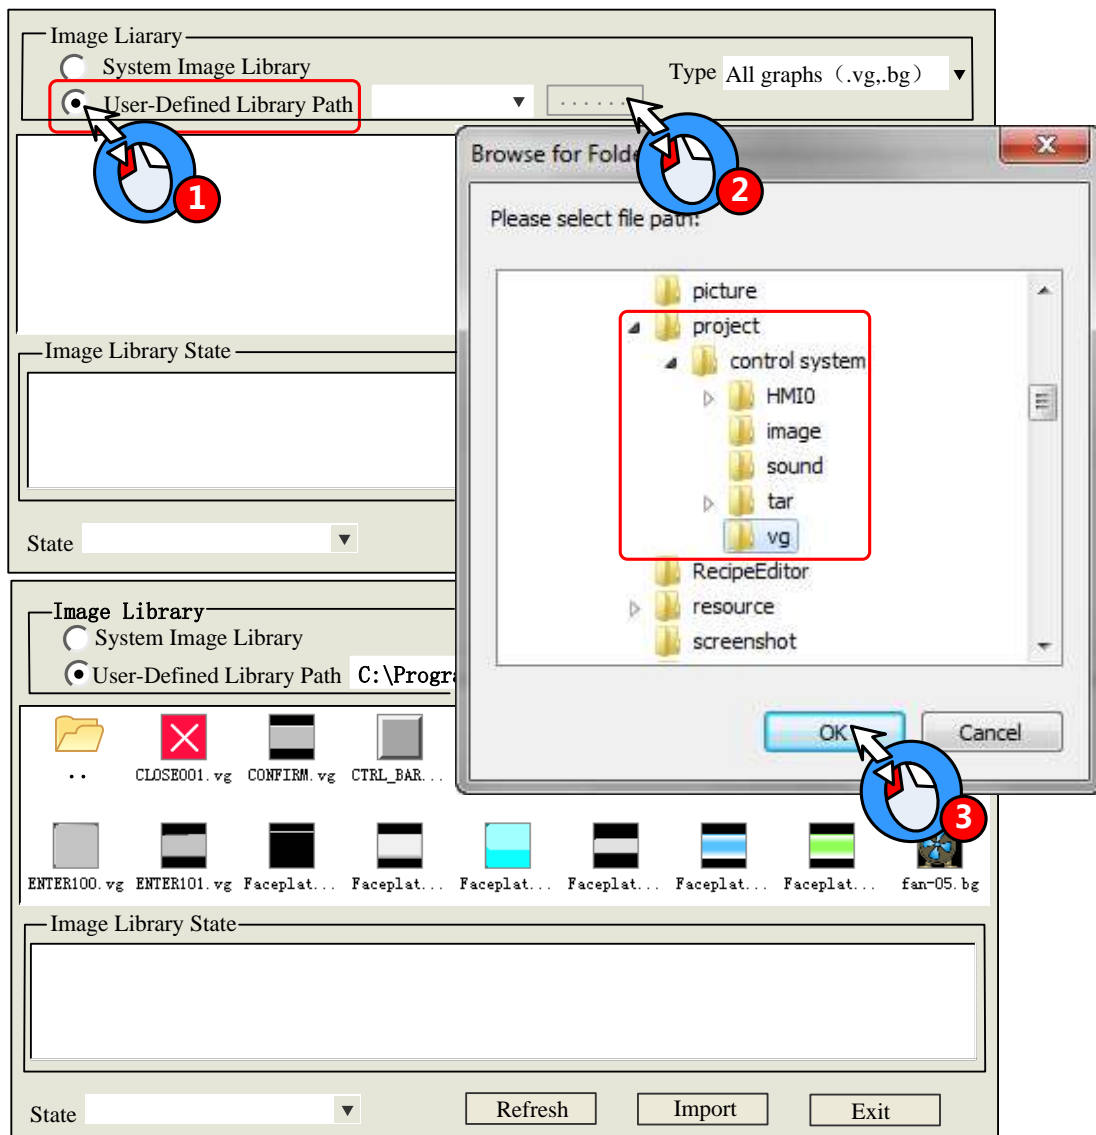 Image Liarary
System Image Library
Type All graphs（.vg,.bg）
User-Defined Library Path
......
1
2
Browse for Folde
Please select file path:
picture
project
control system
HMI0
image
sound
tar
vg
RecipeEditor
resource
screenshot
OK
Cancel
3
Image Library State
State
Image Library
System Image Library
User-Defined Library Path C:\Progra
..
CLOSE001.vg CONFIRM.vg CTRL_BAR...
ENTER100.vg ENTER101.vg Faceplat... Faceplat... Faceplat... Faceplat... Faceplat... Faceplat... fan-05.bg
Image Library State
State
Refresh
Import
Exit